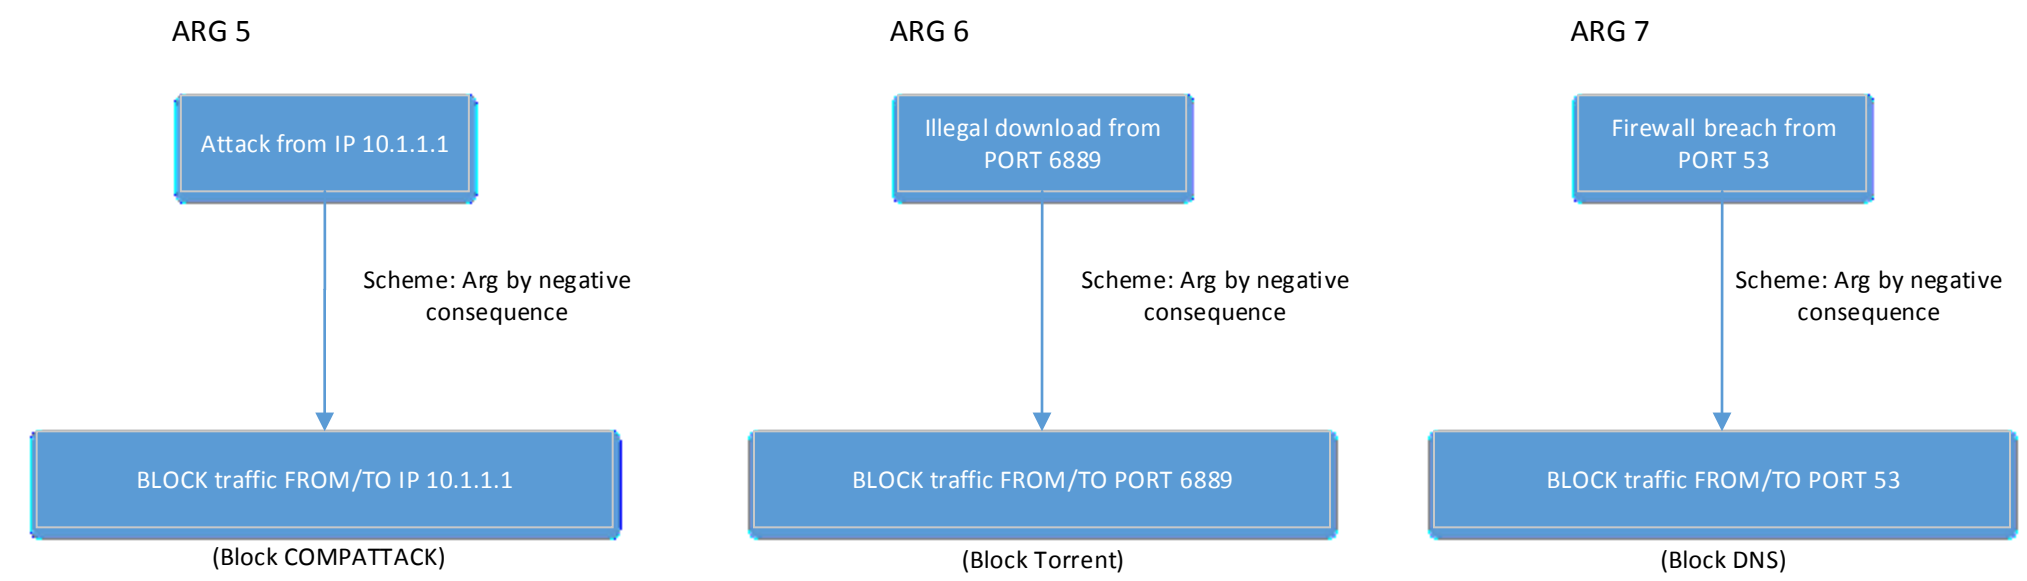 ARG 5
ARG 6
ARG 7
Attack from IP 10.1.1.1
Illegal download from
PORT 6889
Firewall breach from
PORT 53
Scheme: Arg by negative
consequence
Scheme: Arg by negative
consequence
Scheme: Arg by negative
consequence
BLOCK traffic FROM/TO IP 10.1.1.1
BLOCK traffic FROM/TO PORT 6889
BLOCK traffic FROM/TO PORT 53
(Block COMPATTACK)
(Block Torrent)
(Block DNS)